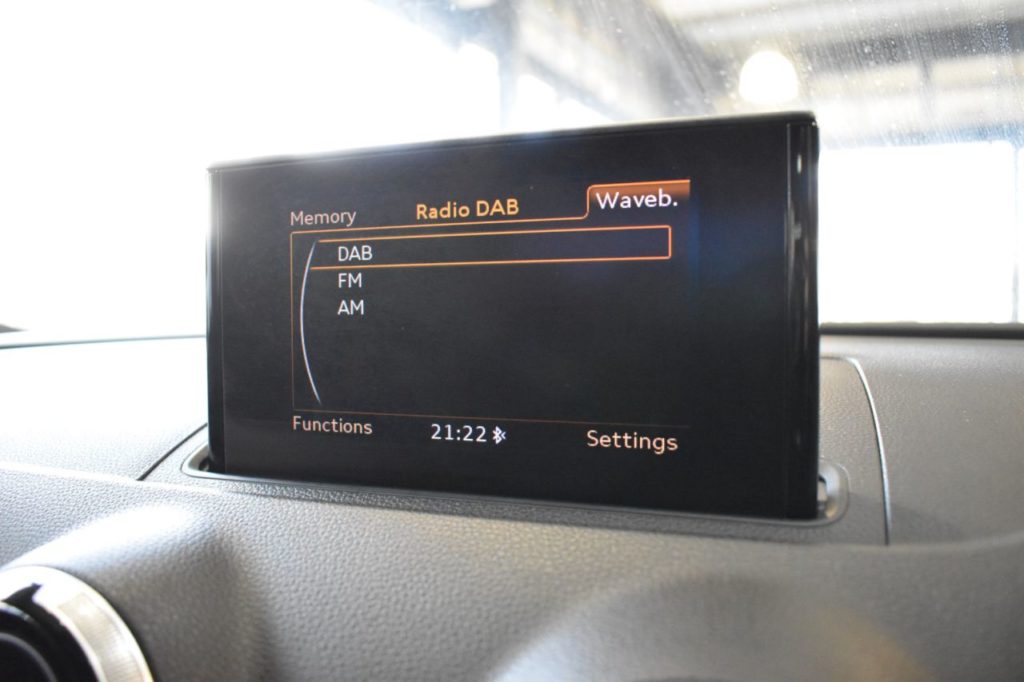 Memory Radio DAB Waveb.
DAB
FM
AM
Functions 21:22 Settings